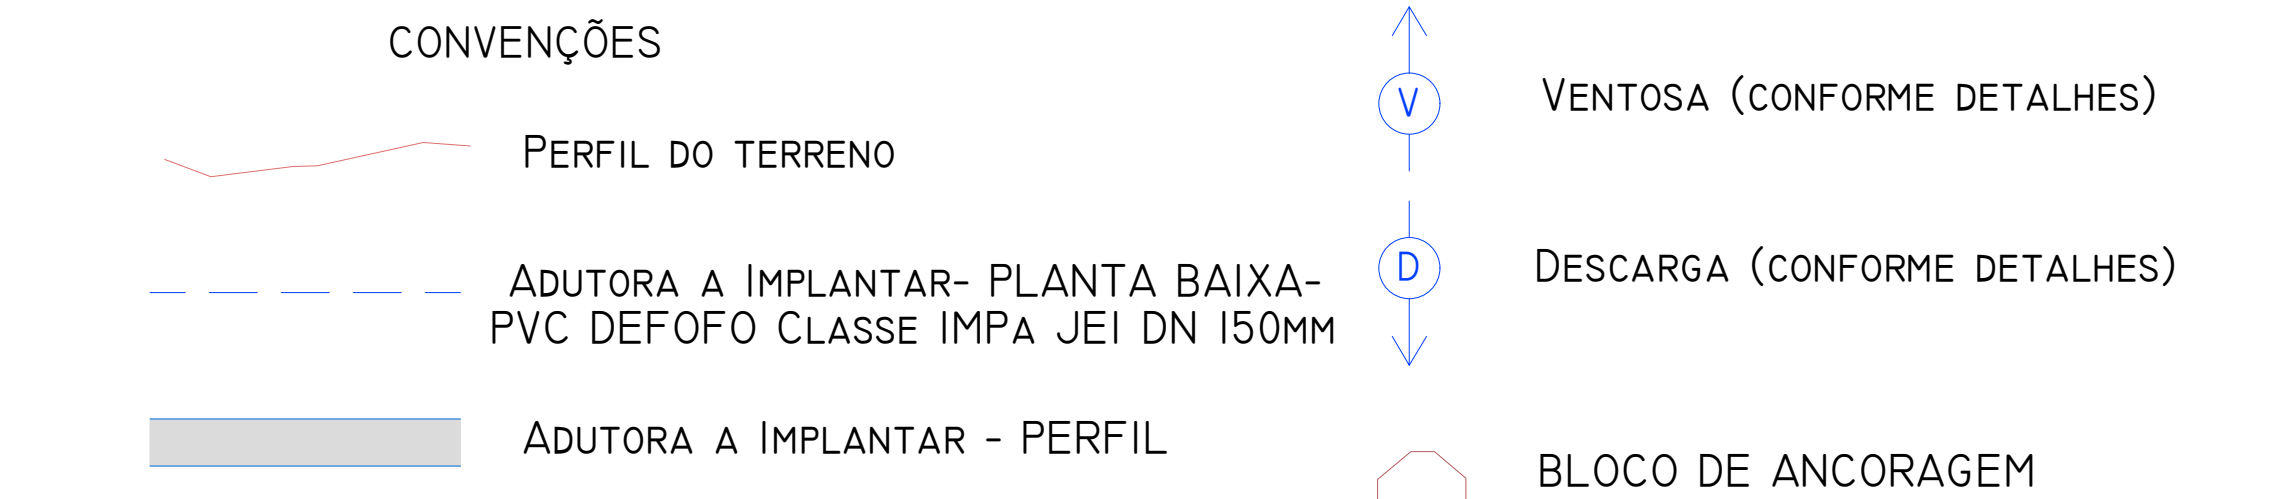 CONVENÇÕES
PERFIL DO TERRENO
ADUTORA A IMPLANTAR- PLANTA BAIXA-
PVC DEFOFO CLASSE 1MPA JEI DN 150MM
ADUTORA A IMPLANTAR - PERFIL
V
VENTOSA (CONFORME DETALHES)
D
DESCARGA (CONFORME DETALHES)
BLOCO DE ANCORAGEM